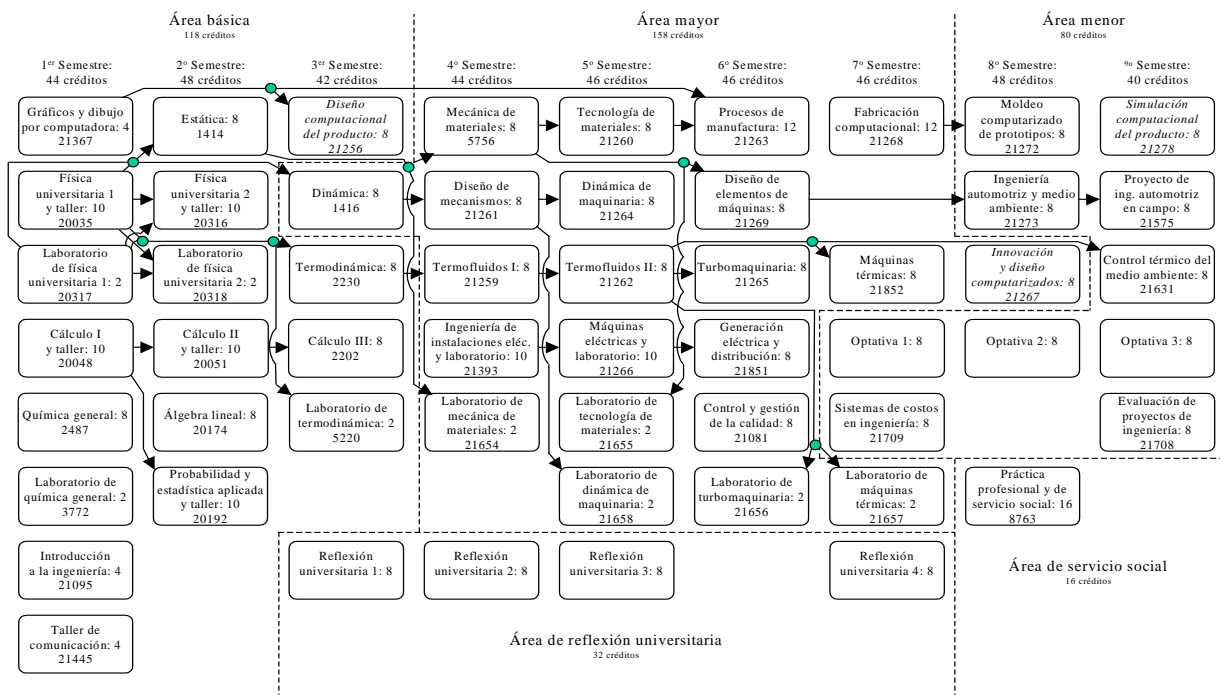 Área básica
118 créditos
Área mayor
158 créditos
Área menor
80 créditos
1er Semestre:
44 créditos
2o Semestre:
48 créditos
3er Semestre:
42 créditos
4o Semestre:
44 créditos
5o Semestre:
46 créditos
6o Semestre:
46 créditos
7o Semestre:
46 créditos
8o Semestre:
48 créditos
9o Semestre:
40 créditos
Gráficos y dibujo
por computadora: 4
21367
Estática: 8
1414
Diseño
computacional
del producto: 8
21256
Mecánica de
materiales: 8
5756
Tecnología de
materiales: 8
21260
Procesos de
manufactura: 12
21263
Fabricación
computacional: 12
21268
Moldeo
computarizado
de prototipos: 8
21272
Simulación
computacional
del producto: 8
21278
Física
universitaria 1
y taller: 10
20035
Física
universitaria 2
y taller: 10
20316
Dinámica: 8
1416
Diseño de
mecanismos: 8
21261
Dinámica de
maquinaria: 8
21264
Diseño de
elementos de
máquinas: 8
21269
Ingeniería
automotriz y medio
ambiente: 8
21273
Proyecto de
ing. automotriz
en campo: 8
21575
Laboratorio
de física
universitaria 1: 2
20317
Laboratorio
de física
universitaria 2: 2
20318
Termodinámica: 8
2230
Termofluidos I: 8
21259
Termofluidos II: 8
21262
Turbomaquinaria: 8
21265
Máquinas
térmicas: 8
21852
Innovación
y diseño
computarizados: 8
21267
Control térmico del
medio ambiente: 8
21631
Cálculo I
y taller: 10
20048
Cálculo II
y taller: 10
20051
Cálculo III: 8
2202
Ingeniería de
instalaciones eléc.
y laboratorio: 10
21393
Máquinas
eléctricas y
laboratorio: 10
21266
Generación
eléctrica y
distribución: 8
21851
Optativa 1: 8
Optativa 2: 8
Optativa 3: 8
Química general: 8
2487
Álgebra lineal: 8
20174
Laboratorio de
termodinámica: 2
5220
Laboratorio de
mecánica de
materiales: 2
21654
Laboratorio de
tecnología de
materiales: 2
21655
Control y gestión
de la calidad: 8
21081
Sistemas de costos
en ingeniería: 8
21709
Evaluación de
proyectos de
ingeniería: 8
21708
Laboratorio de
química general: 2
3772
Probabilidad y
estadística aplicada
y taller: 10
20192
Laboratorio de
dinámica de
maquinaria: 2
21658
Laboratorio de
turbomaquinaria: 2
21656
Laboratorio de
máquinas
térmicas: 2
21657
Práctica
profesional y de
servicio social: 16
8763
Introducción
a la ingeniería: 4
21095
Reflexión
universitaria 1: 8
Reflexión
universitaria 2: 8
Reflexión
universitaria 3: 8
Reflexión
universitaria 4: 8
Área de servicio social
16 créditos
Taller de
comunicación: 4
21445
Área de reflexión universitaria
32 créditos